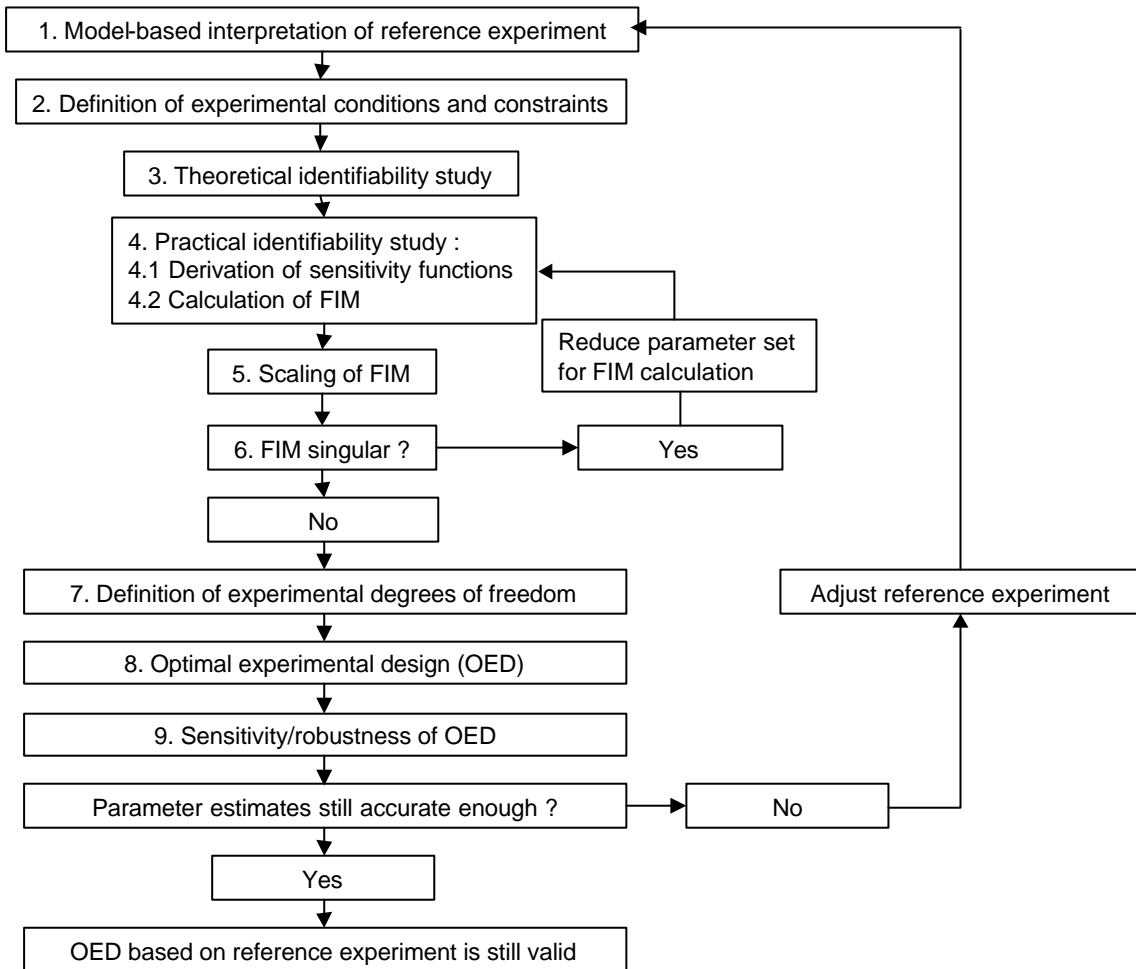 1. Model-based interpretation of reference experiment
2. Definition of experimental conditions and constraints
3. Theoretical identifiability study
4. Practical identifiability study :
4.1 Derivation of sensitivity functions
4.2 Calculation of FIM
Reduce parameter set
for FIM calculation
5. Scaling of FIM
6. FIM singular ?
Yes
No
7. Definition of experimental degrees of freedom
Adjust reference experiment
8. Optimal experimental design (OED)
9. Sensitivity/robustness of OED
Parameter estimates still accurate enough ?
No
Yes
OED based on reference experiment is still valid